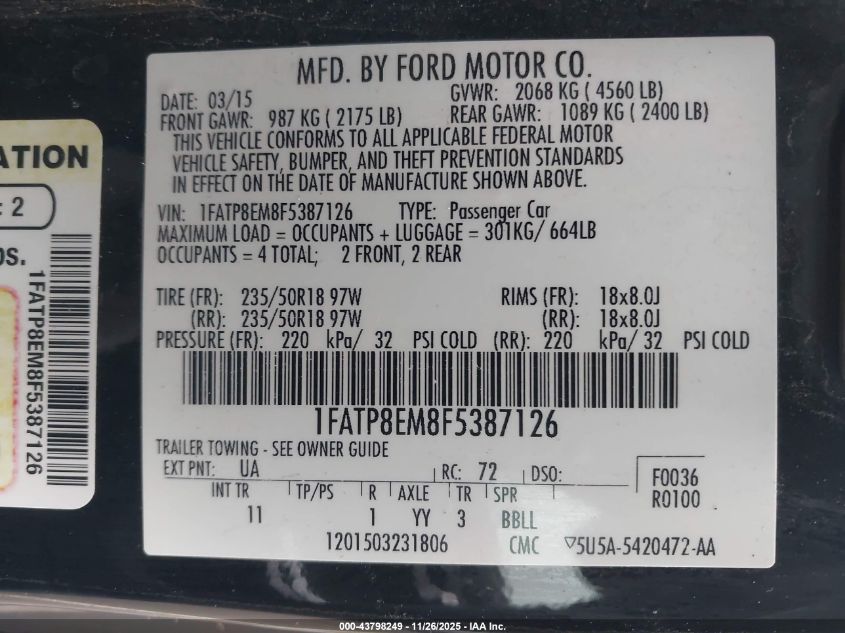 MFD. BY FORD MOTOR CO.
DATE: 03/15 GVWR: 2068 KG ( 4560 LB)
FRONT GAWR: 987 KG ( 2175 LB) REAR GAWR: 1089 KG ( 2400 LB)
THIS VEHICLE CONFORMS TO ALL APPLICABLE FEDERAL MOTOR
VEHICLE SAFETY, BUMPER, AND THEFT PREVENTION STANDARDS
IN EFFECT ON THE DATE OF MANUFACTURE SHOWN ABOVE.
VIN: 1FATP8EM8F5387126 TYPE: Passenger Car
MAXIMUM LOAD = OCCUPANTS + LUGGAGE = 301KG/ 664LB
OCCUPANTS = 4 TOTAL; 2 FRONT, 2 REAR
TIRE (FR): 235/50R18 97W RIMS (FR): 18x8.0J
(RR): 235/50R18 97W (RR): 18x8.0J
PRESSURE (FR): 220 kPa/ 32 PSI COLD (RR): 220 kPa/ 32 PSI COLD
1FATP8EM8F5387126
TRAILER TOWING - SEE OWNER GUIDE
EXT PNT: UA RC: 72 DSO: F0036
INT TR TP/PS R AXLE TR SPR R0100
11 1 YY 3 BBLL
1201503231806 CMC ▽5U5A-5420472-AA
ATION
: 2
OS.
1FATP8EM8F5387126
000-43798249 - 11/26/2025 - IAA Inc.